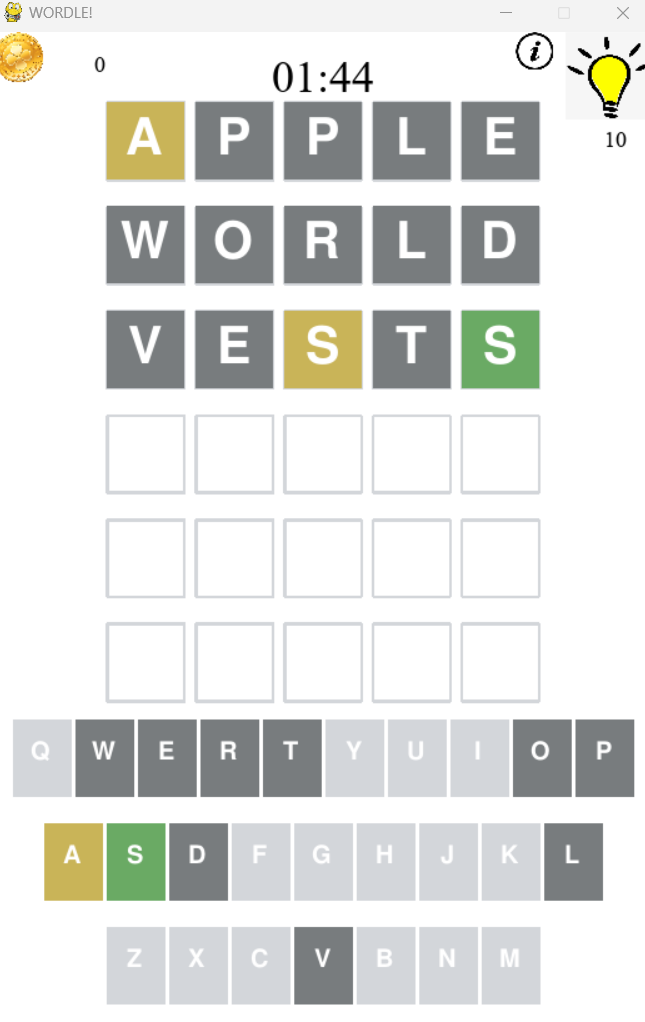 WORDLE!
0
01:44
i
10
A P P L E
W O R L D
V E S T S
Q W E R T Y U I O P
A S D F G H J K L
Z X C V B N M